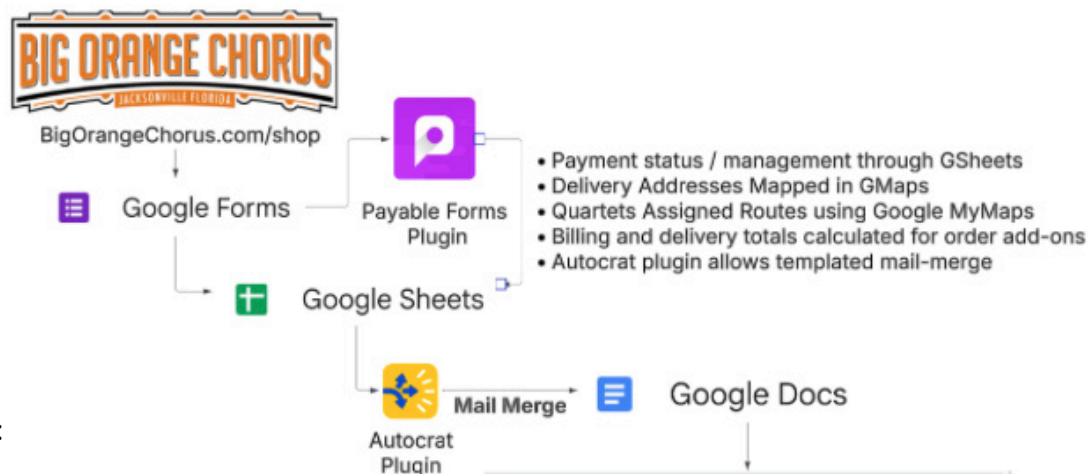 BIG ORANGE CHORUS
JACKSONVILLE FLORIDA
BigOrangeChorus.com/shop
Google Forms
Payable Forms
Plugin
• Payment status / management through GSheets
• Delivery Addresses Mapped in GMaps
• Quartets Assigned Routes using Google MyMaps
• Billing and delivery totals calculated for order add-ons
• Autocrat plugin allows templated mail-merge
Google Sheets
Mail Merge
Google Docs
:
Autocrat
Plugin